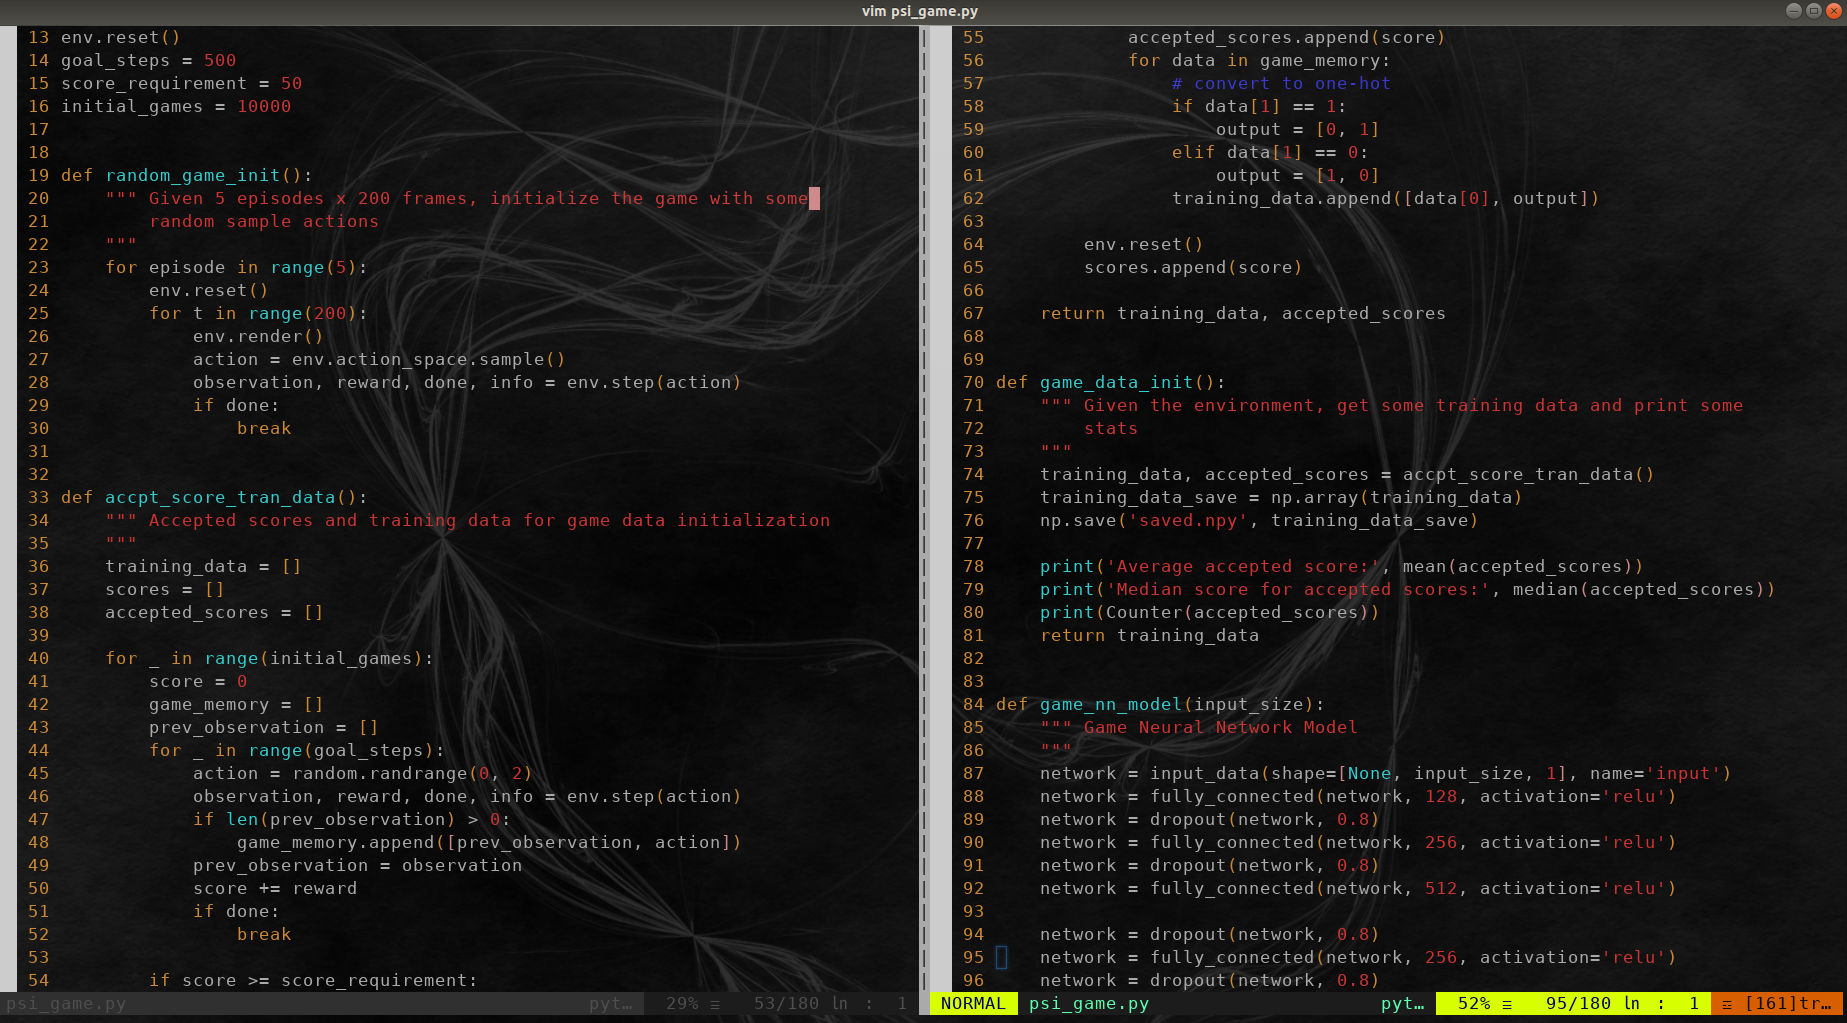 vim psi_game.py
13 env.reset()
14 goal_steps = 500
15 score_requirement = 50
16 initial_games = 10000
17
18
19 def random_game_init():
20     """ Given 5 episodes x 200 frames, initialize the game with some
21         random sample actions
22     """
23     for episode in range(5):
24         env.reset()
25         for t in range(200):
26             env.render()
27             action = env.action_space.sample()
28             observation, reward, done, info = env.step(action)
29             if done:
30                 break
31
32
33 def accpt_score_tran_data():
34     """ Accepted scores and training data for game data initialization
35     """
36     training_data = []
37     scores = []
38     accepted_scores = []
39
40     for _ in range(initial_games):
41         score = 0
42         game_memory = []
43         prev_observation = []
44         for _ in range(goal_steps):
45             action = random.randrange(0, 2)
46             observation, reward, done, info = env.step(action)
47             if len(prev_observation) > 0:
48                 game_memory.append([prev_observation, action])
49             prev_observation = observation
50             score += reward
51             if done:
52                 break
53
54         if score >= score_requirement:
psi_game.py pyt… 29% ☰ 53/180 ㏑ : 1
55             accepted_scores.append(score)
56             for data in game_memory:
57                 # convert to one-hot
58                 if data[1] == 1:
59                     output = [0, 1]
60                 elif data[1] == 0:
61                     output = [1, 0]
62                 training_data.append([data[0], output])
63
64         env.reset()
65         scores.append(score)
66
67     return training_data, accepted_scores
68
69
70 def game_data_init():
71     """ Given the environment, get some training data and print some
72         stats
73     """
74     training_data, accepted_scores = accpt_score_tran_data()
75     training_data_save = np.array(training_data)
76     np.save('saved.npy', training_data_save)
77
78     print('Average accepted score:', mean(accepted_scores))
79     print('Median score for accepted scores:', median(accepted_scores))
80     print(Counter(accepted_scores))
81     return training_data
82
83
84 def game_nn_model(input_size):
85     """ Game Neural Network Model
86     """
87     network = input_data(shape=[None, input_size, 1], name='input')
88     network = fully_connected(network, 128, activation='relu')
89     network = dropout(network, 0.8)
90     network = fully_connected(network, 256, activation='relu')
91     network = dropout(network, 0.8)
92     network = fully_connected(network, 512, activation='relu')
93
94     network = dropout(network, 0.8)
95     network = fully_connected(network, 256, activation='relu')
96     network = dropout(network, 0.8)
NORMAL psi_game.py pyt… 52% ☰ 95/180 ㏑ : 1 ☲ [161]tr…